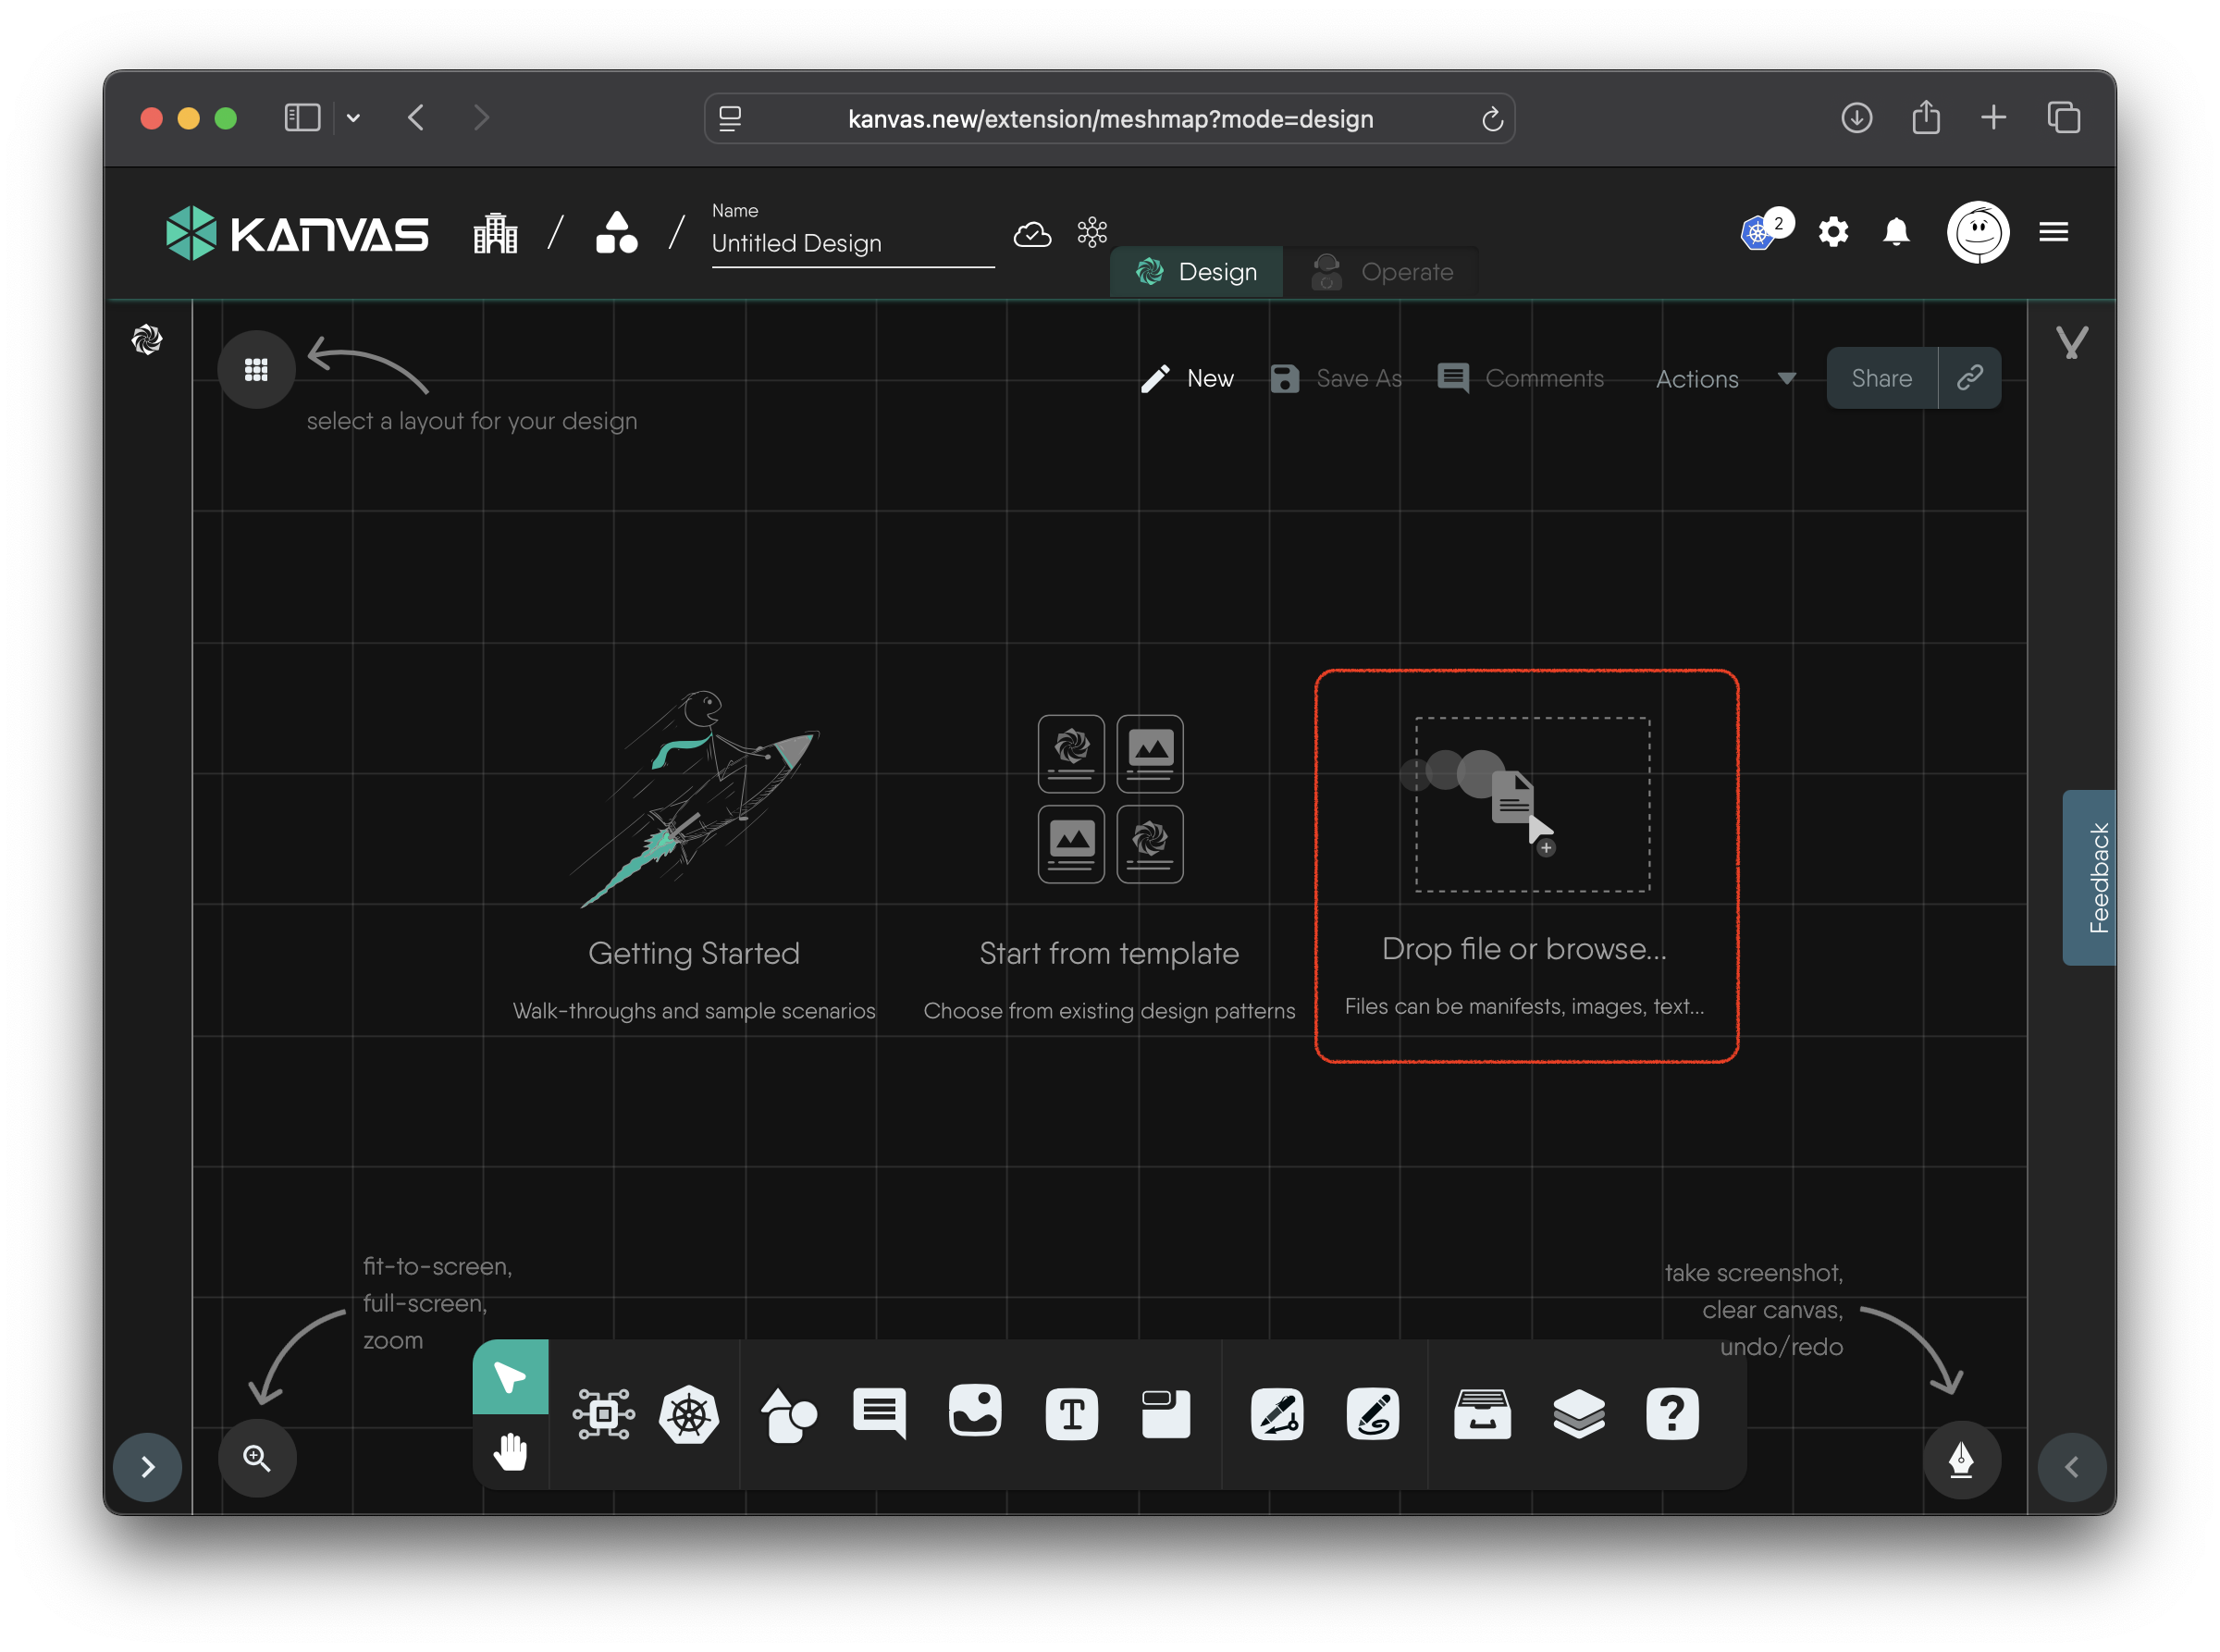 kanvas.new/extension/meshmap?mode=design
KANVAS
Name
Untitled Design
2
Design
Operate
New
Save As
Comments
Actions
Share
select a layout for your design
Getting Started
Walk-throughs and sample scenarios
Start from template
Choose from existing design patterns
Drop file or browse...
Files can be manifests, images, text...
Feedback
fit-to-screen,
full-screen,
zoom
take screenshot,
clear canvas,
undo/redo
T
?